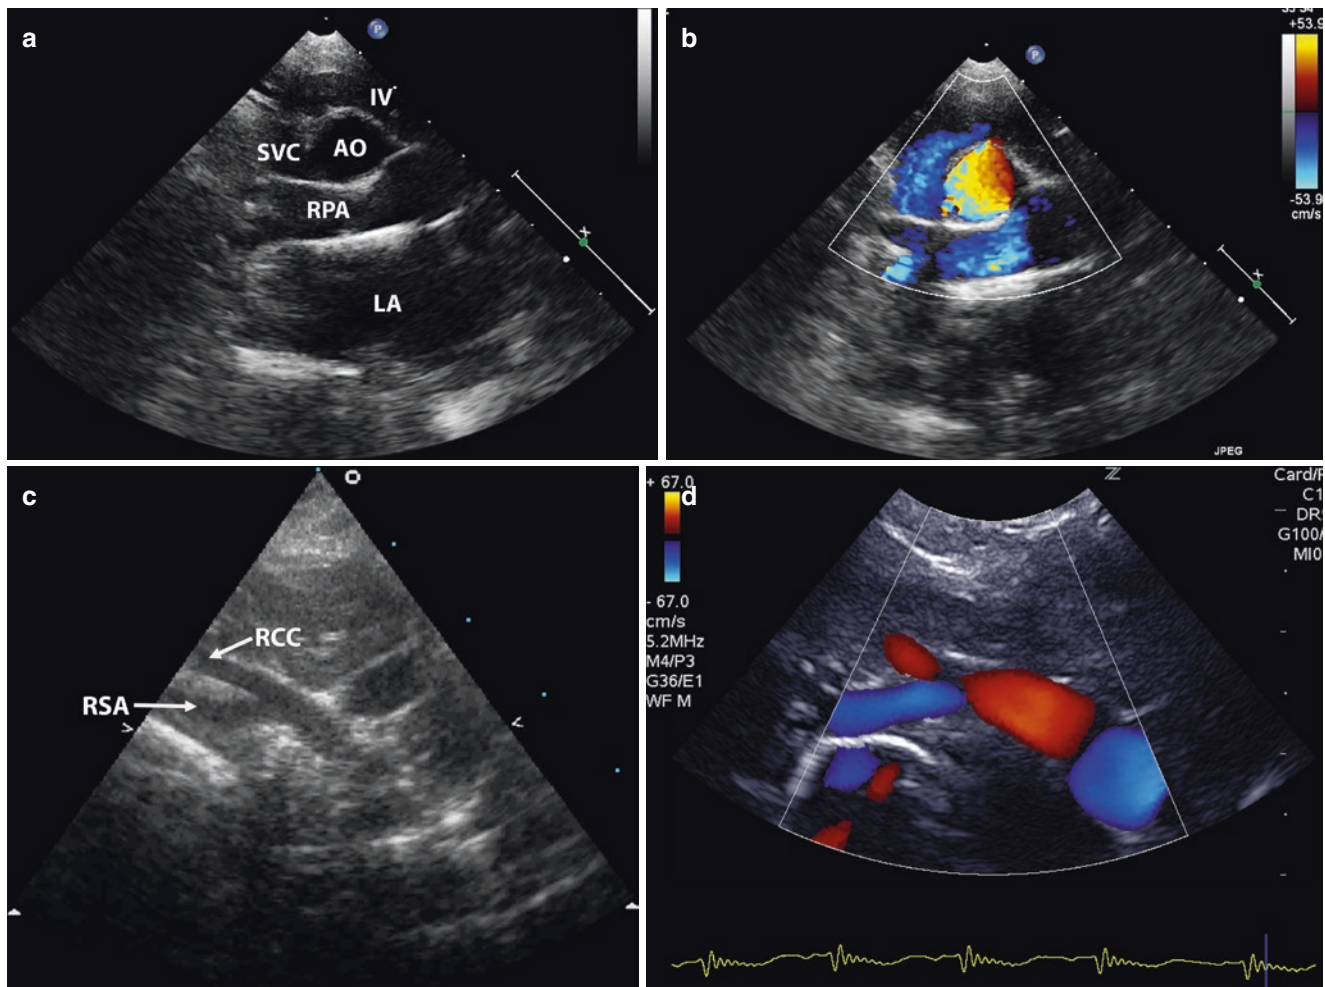 a
P
IV
SVC
AO
RPA
LA
b
P
+53.9
-53.9
cm/s
JPEG
c
RCC
RSA
d
+ 67.0
- 67.0
cm/s
5.2MHz
M4/P3
G36/E1
WF M
Z
Card/
C1
DR
G100/
MI0